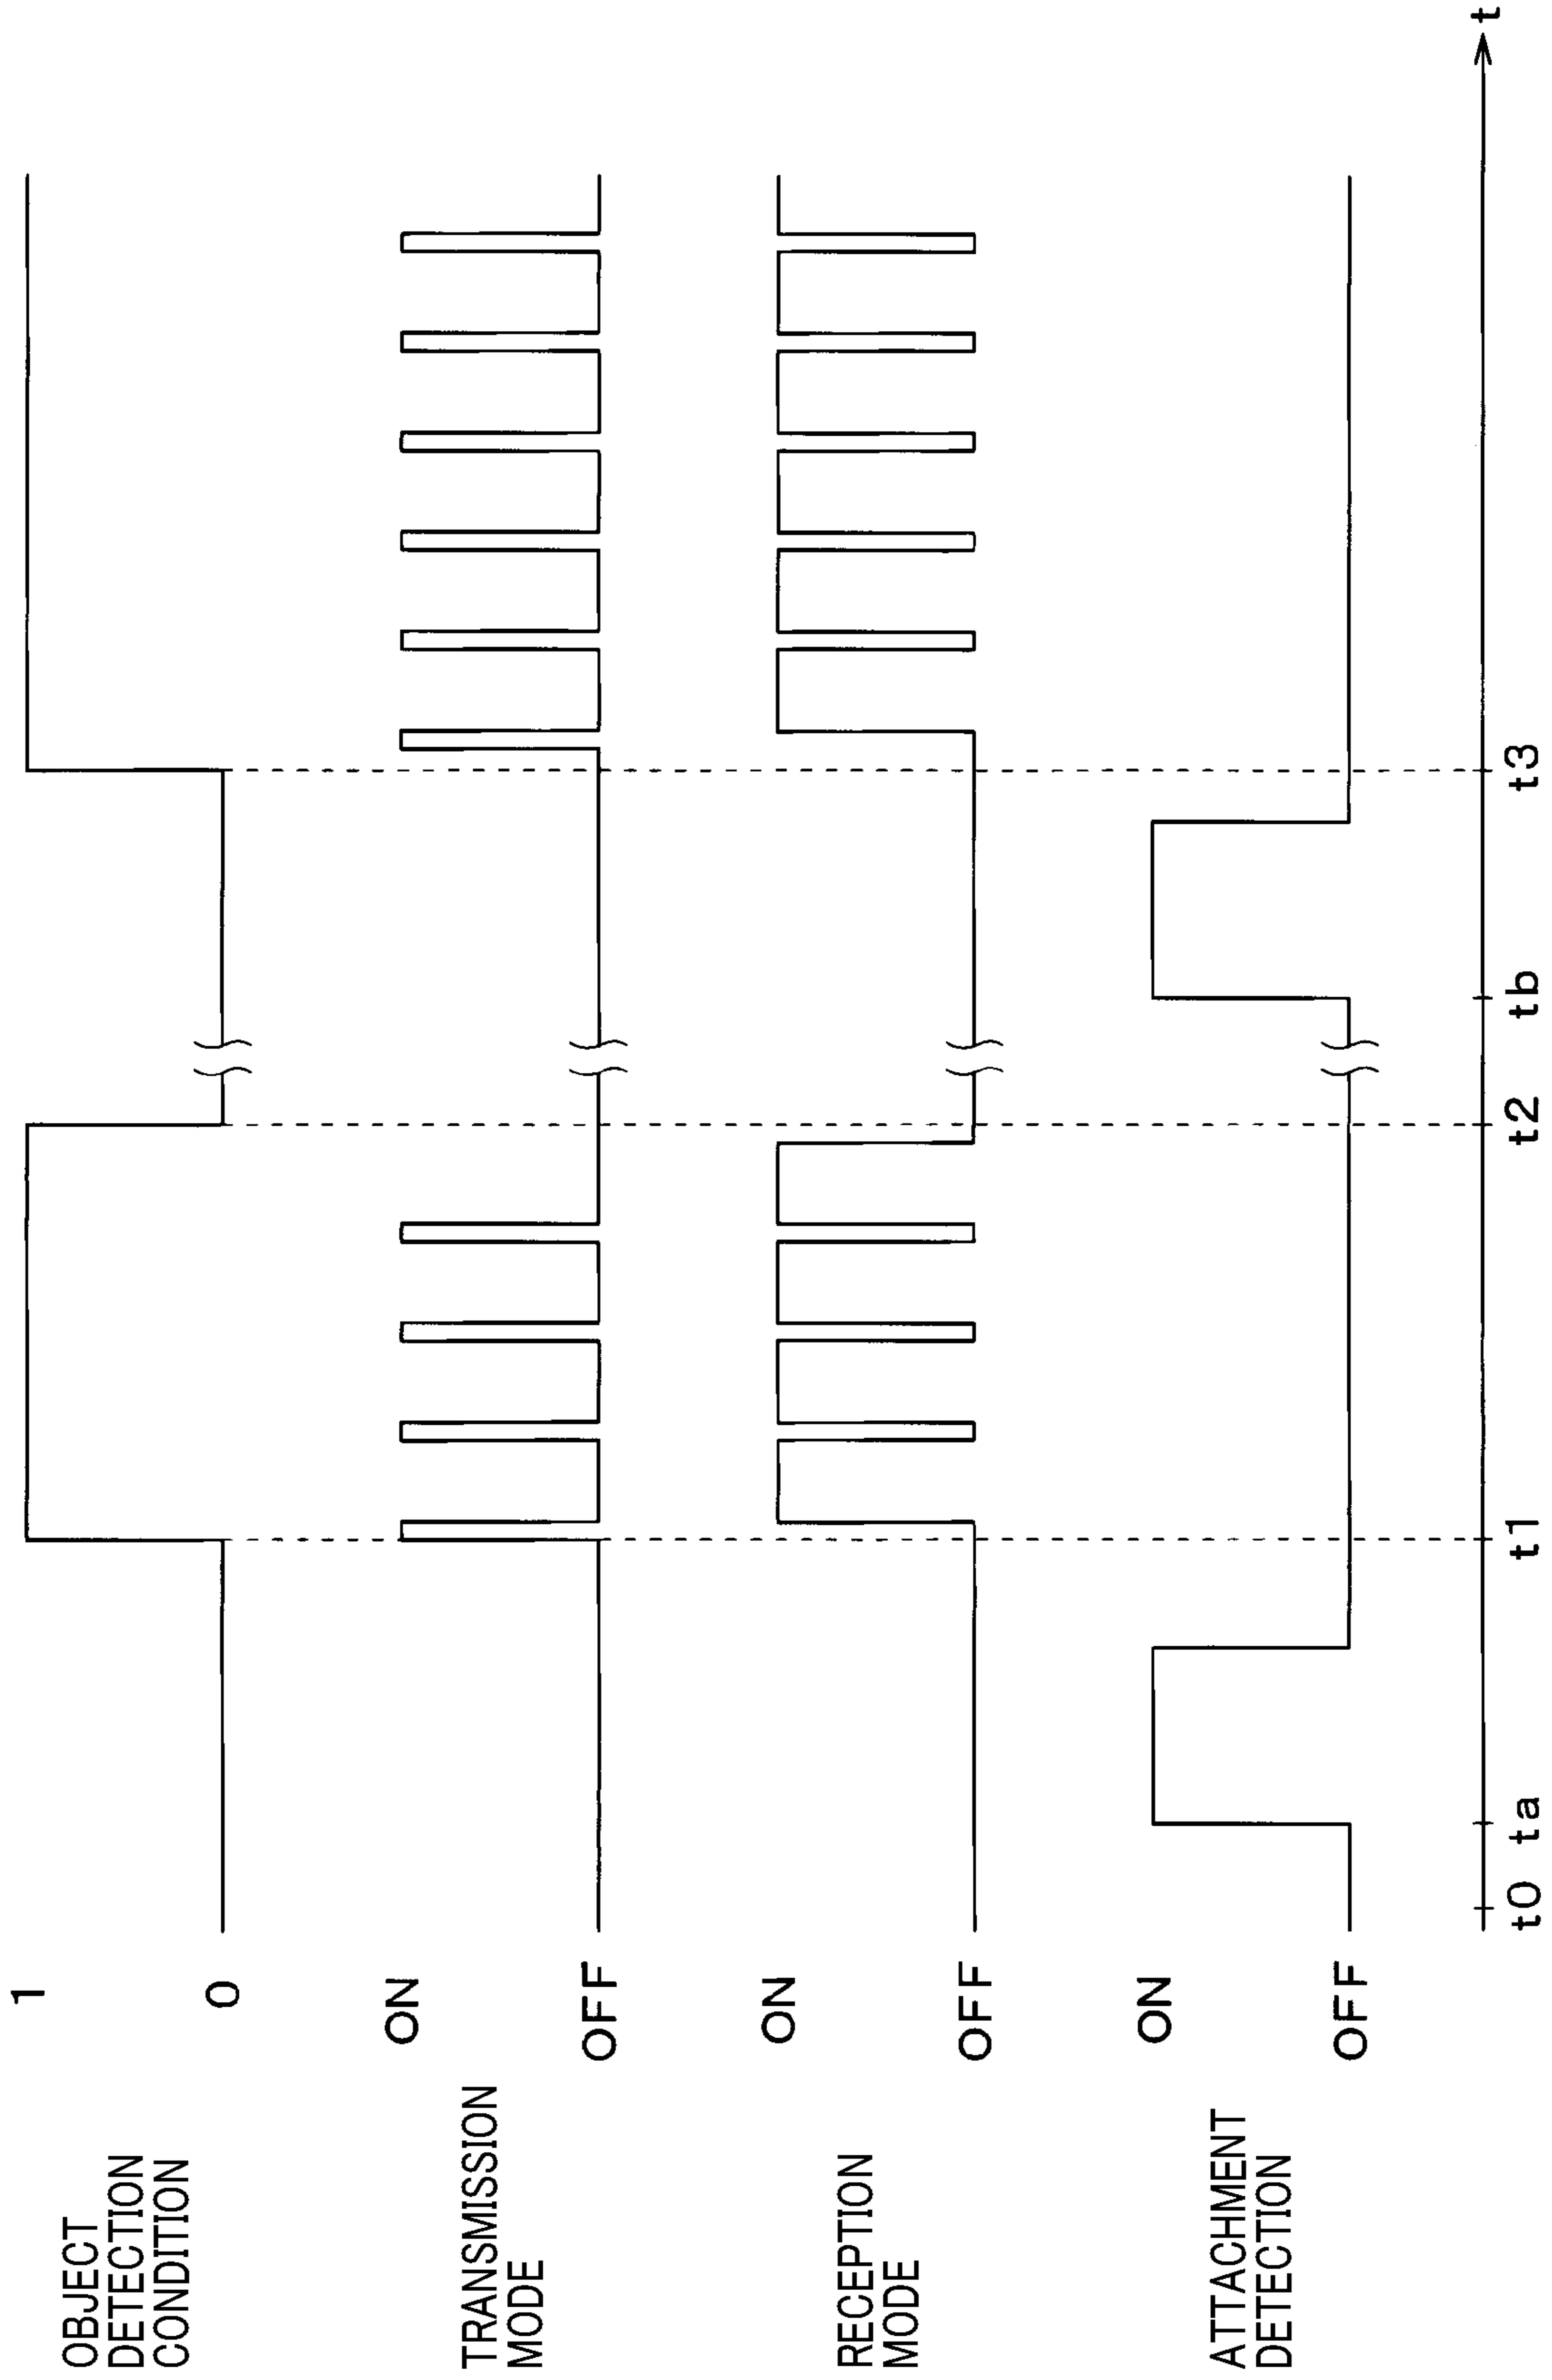 OBJECT
DETECTION
CONDITION
1
0
TRANSMISSION
MODE
ON
OFF
RECEPTION
MODE
ON
OFF
ATTACHMENT
DETECTION
ON
OFF
t0 ta t1 t2 tb t3 t